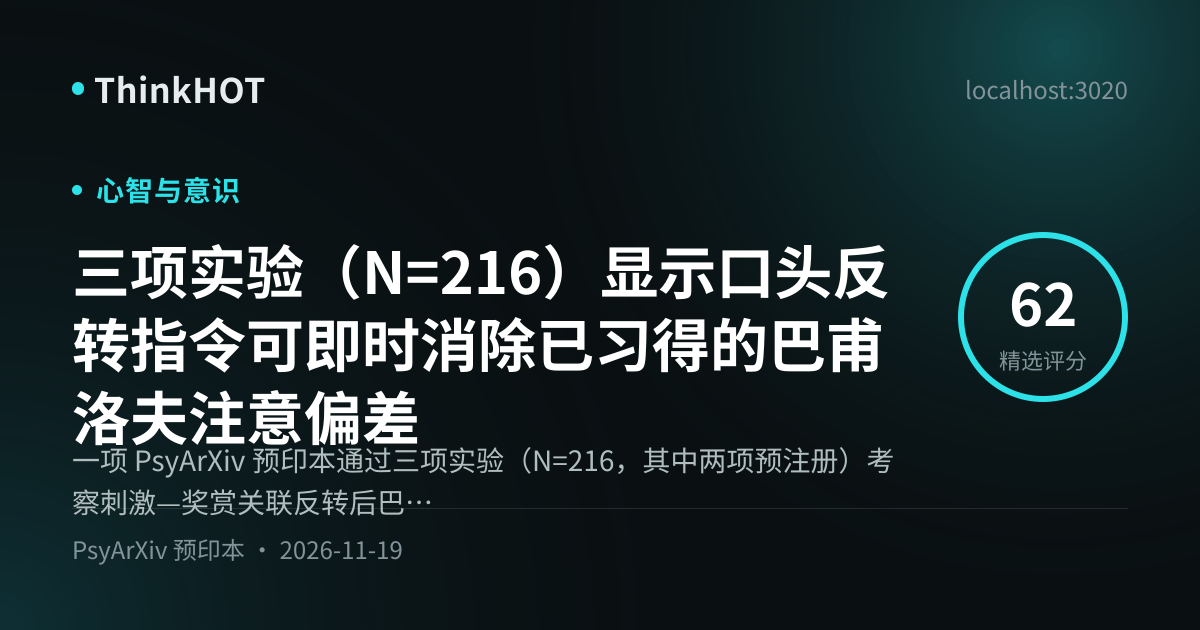 ThinkHOT
localhost:3020
心智与意识
三项实验（N=216）显示口头反
转指令可即时消除已习得的巴甫
洛夫注意偏差
62
精选评分
一项 PsyArXiv 预印本通过三项实验（N=216，其中两项预注册）考
察刺激—奖赏关联反转后巴…
PsyArXiv 预印本 • 2026-11-19